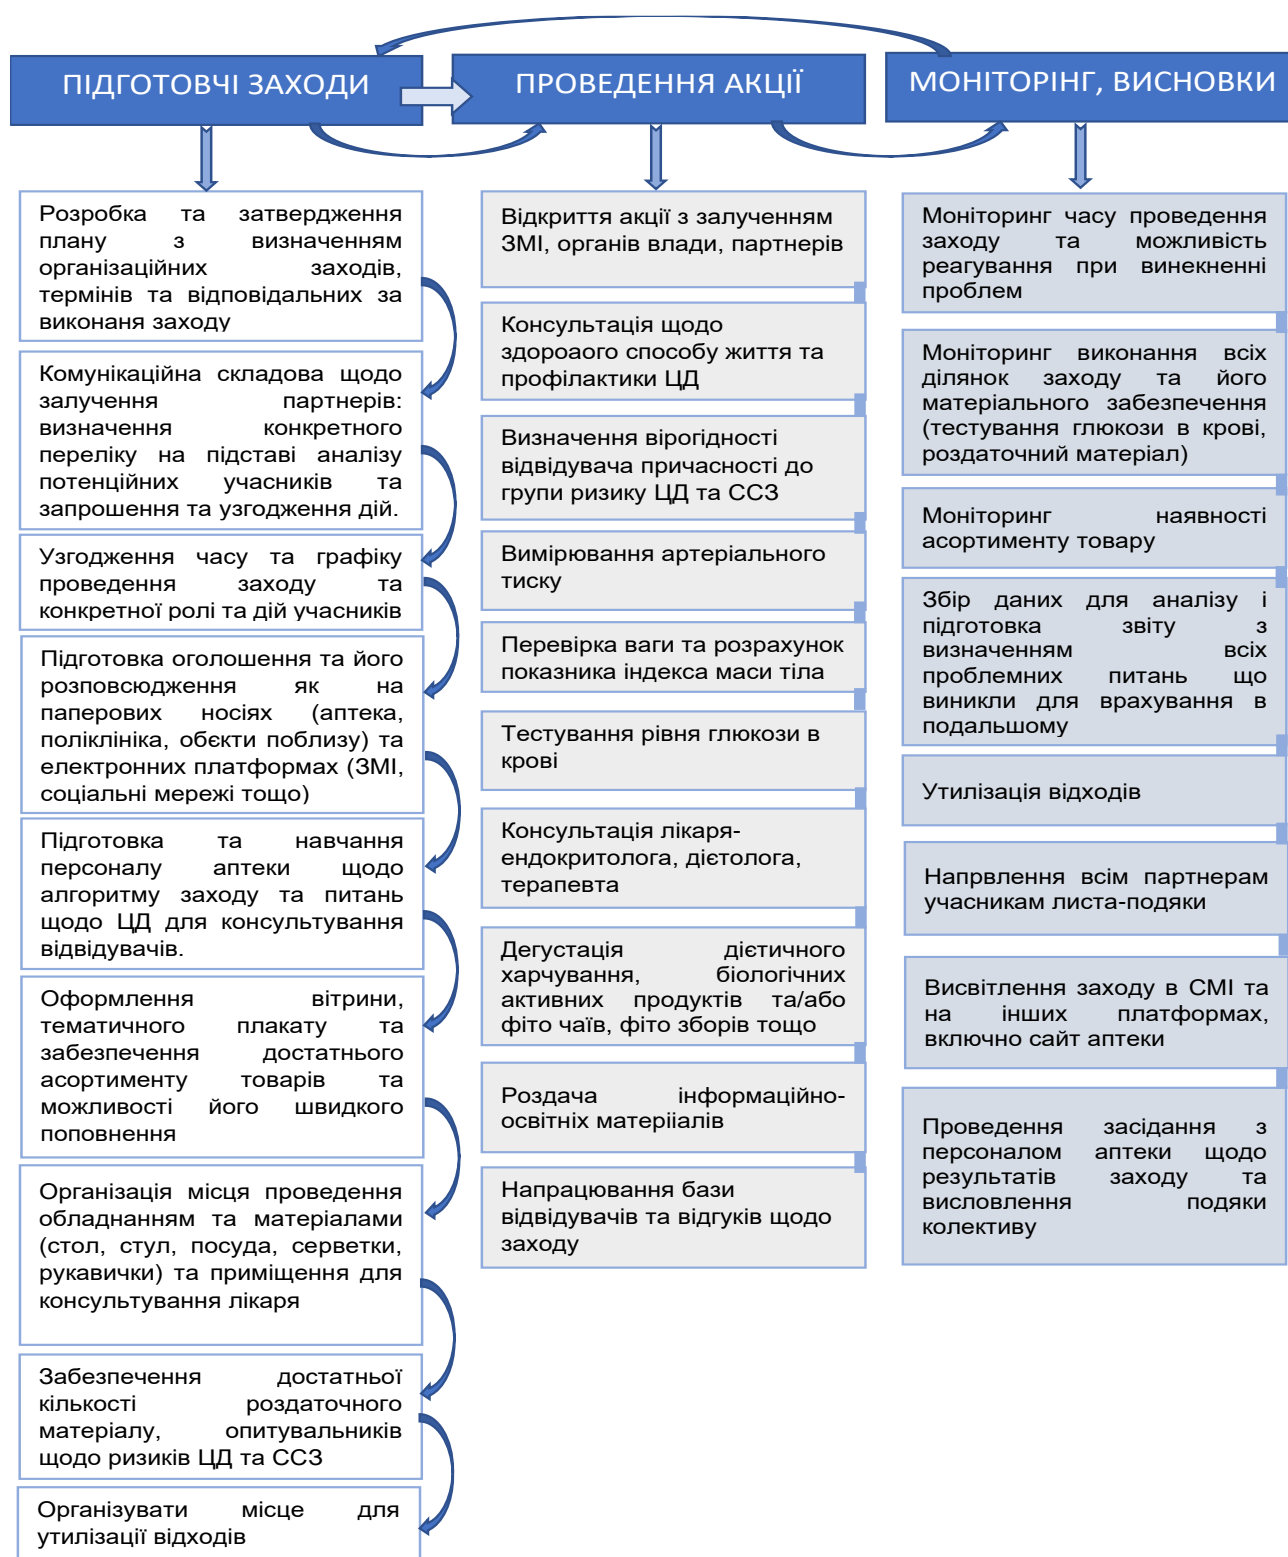 ПІДГОТОВЧІ ЗАХОДИ
ПРОВЕДЕННЯ АКЦІЇ
МОНІТОРІНГ, ВИСНОВКИ
Розробка та затвердження
плану з визначенням
організаційних заходів,
термінів та відповідальних за
виконаня заходу
Комунікаційна складова щодо
залучення партнерів:
визначення конкретного
переліку на підставі аналізу
потенційних учасників та
запрошення та узгодження дій.
Узгодження часу та графіку
проведення заходу та
конкретної ролі та дій учасників
Підготовка оголошення та його
розповсюдження як на
паперових носіях (аптека,
поліклініка, обєкти поблизу) та
електронних платформах (ЗМІ,
соціальні мережі тощо)
Підготовка та навчання
персоналу аптеки щодо
алгоритму заходу та питань
щодо ЦД для консультування
відвідувачів.
Оформлення вітрини,
тематичного плакату та
забезпечення достатнього
асортименту товарів та
можливості його швидкого
поповнення
Організація місця проведення
обладнанням та матеріалами
(стол, стул, посуда, серветки,
рукавички) та приміщення для
консультування лікаря
Забезпечення достатньої
кількості роздаточного
матеріалу, опитувальників
щодо ризиків ЦД та ССЗ
Організувати місце для
утилізації відходів
Відкриття акції з залученням
ЗМІ, органів влади, партнерів
Консультація щодо
здороаого способу життя та
профілактики ЦД
Визначення вірогідності
відвідувача причасності до
групи ризику ЦД та ССЗ
Вимірювання артеріального
тиску
Перевірка ваги та розрахунок
показника індекса маси тіла
Тестування рівня глюкози в
крові
Консультація лікаря-
ендокритолога, дієтолога,
терапевта
Дегустація дієтичного
харчування, біологічних
активних продуктів та/або
фіто чаїв, фіто зборів тощо
Роздача інформаційно-
освітніх матерііалів
Напрацювання бази
відвідувачів та відгуків щодо
заходу
Моніторинг часу проведення
заходу та можливість
реагування при винекненні
проблем
Моніторинг виконання всіх
ділянок заходу та його
матеріального забезпечення
(тестування глюкози в крові,
роздаточний матеріал)
Моніторинг наявності
асортименту товару
Збір даних для аналізу і
підготовка звіту з
визначенням всіх
проблемних питань що
виникли для врахування в
подальшому
Утилізація відходів
Напрвлення всім партнерам
учасникам листа-подяки
Висвітлення заходу в СМІ та
на інших платформах,
включно сайт аптеки
Проведення засідання з
персоналом аптеки щодо
результатів заходу та
висловлення подяки
колективу